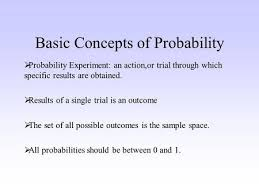 Basic Concepts of Probability
➢Probability Experiment: an action,or trial through which
specific results are obtained.
➢Results of a single trial is an outcome
➢The set of all possible outcomes is the sample space.
➢All probabilities should be between 0 and 1.